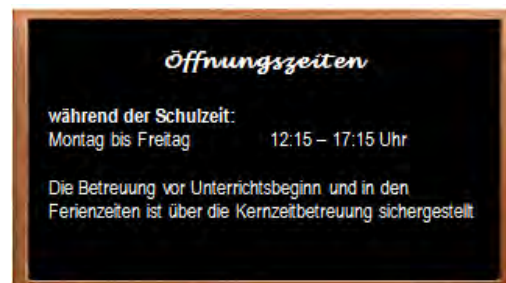 Öffnungszeiten
während der Schulzeit:
Montag bis Freitag 12:15 – 17:15 Uhr
Die Betreuung vor Unterrichtsbeginn und in den
Ferienzeiten ist über die Kernzeitbetreuung sichergestellt